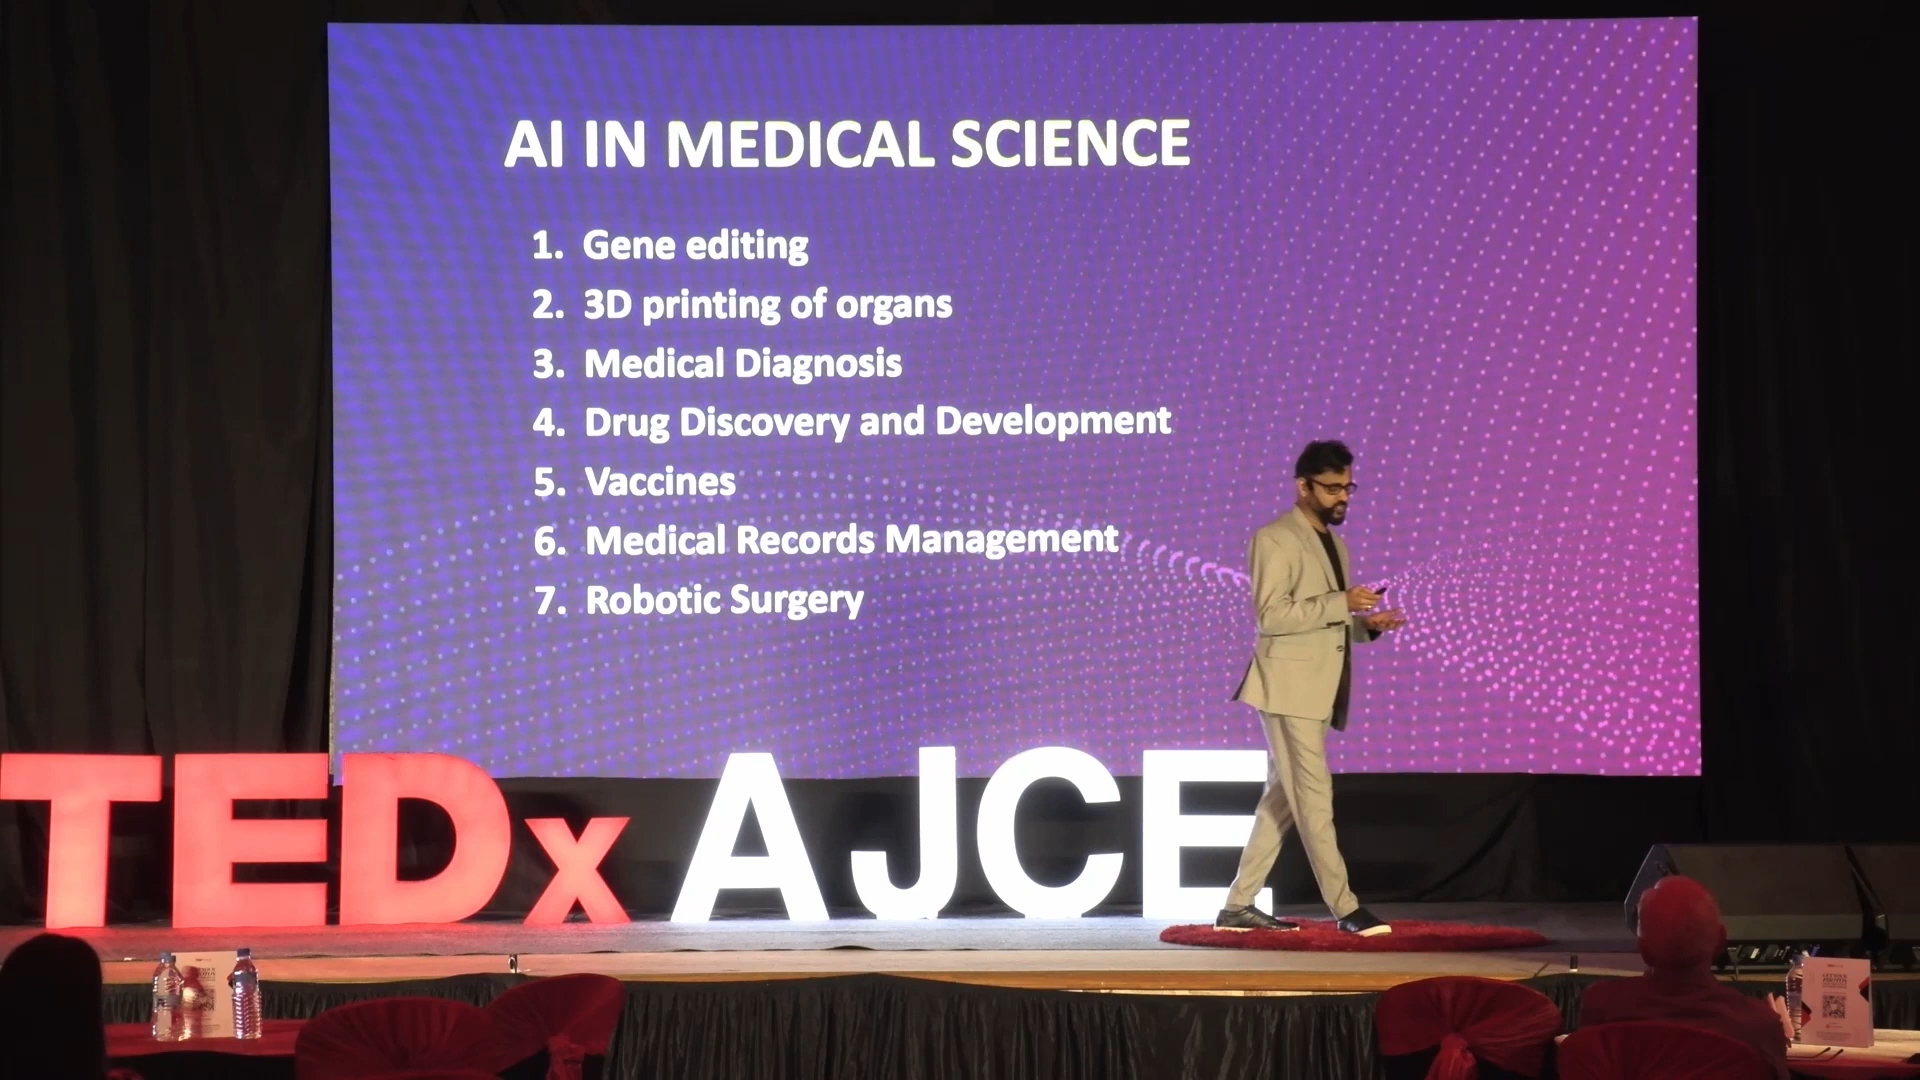 AI IN MEDICAL SCIENCE
1. Gene editing
2. 3D printing of organs
3. Medical Diagnosis
4. Drug Discovery and Development
5. Vaccines
6. Medical Records Management
7. Robotic Surgery
TEDx AJCE